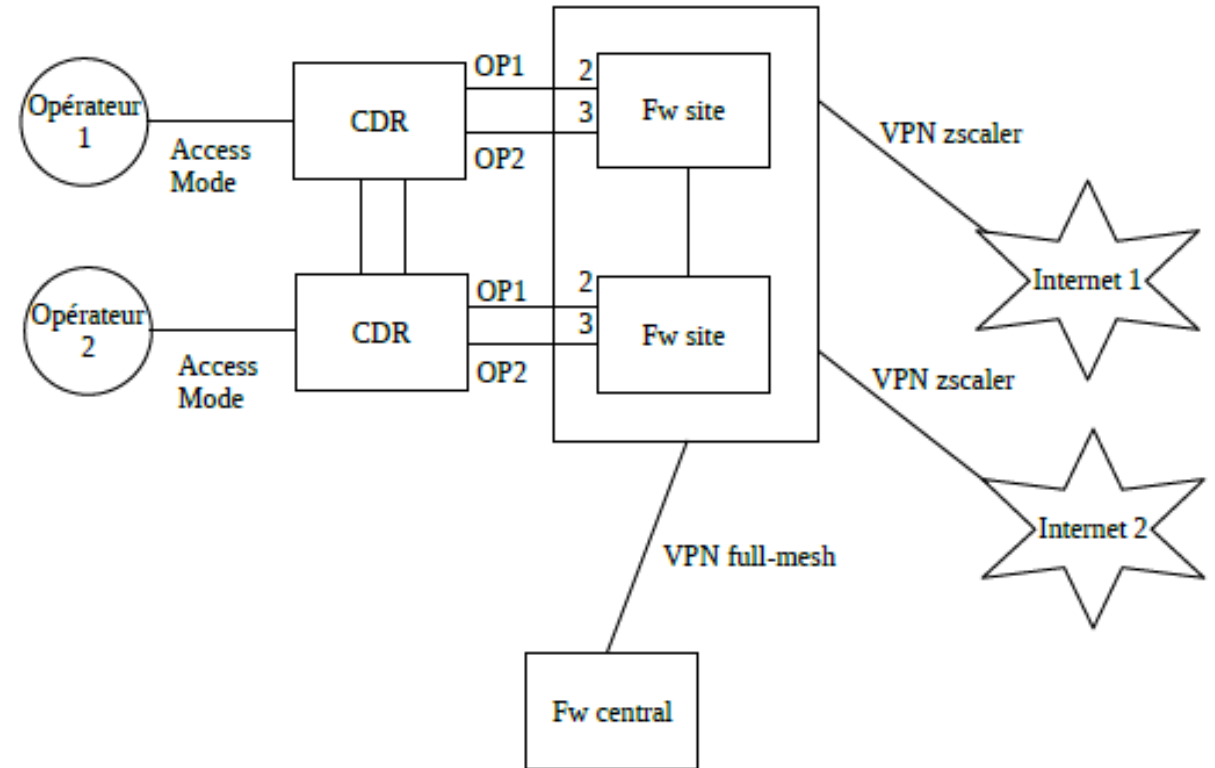 Opérateur
1
Access
Mode
CDR
OP1
OP2
2
3
Fw site
VPN zscaler
Internet 1
Opérateur
2
Access
Mode
CDR
OP1
OP2
2
3
Fw site
VPN zscaler
Internet 2
VPN full-mesh
Fw central